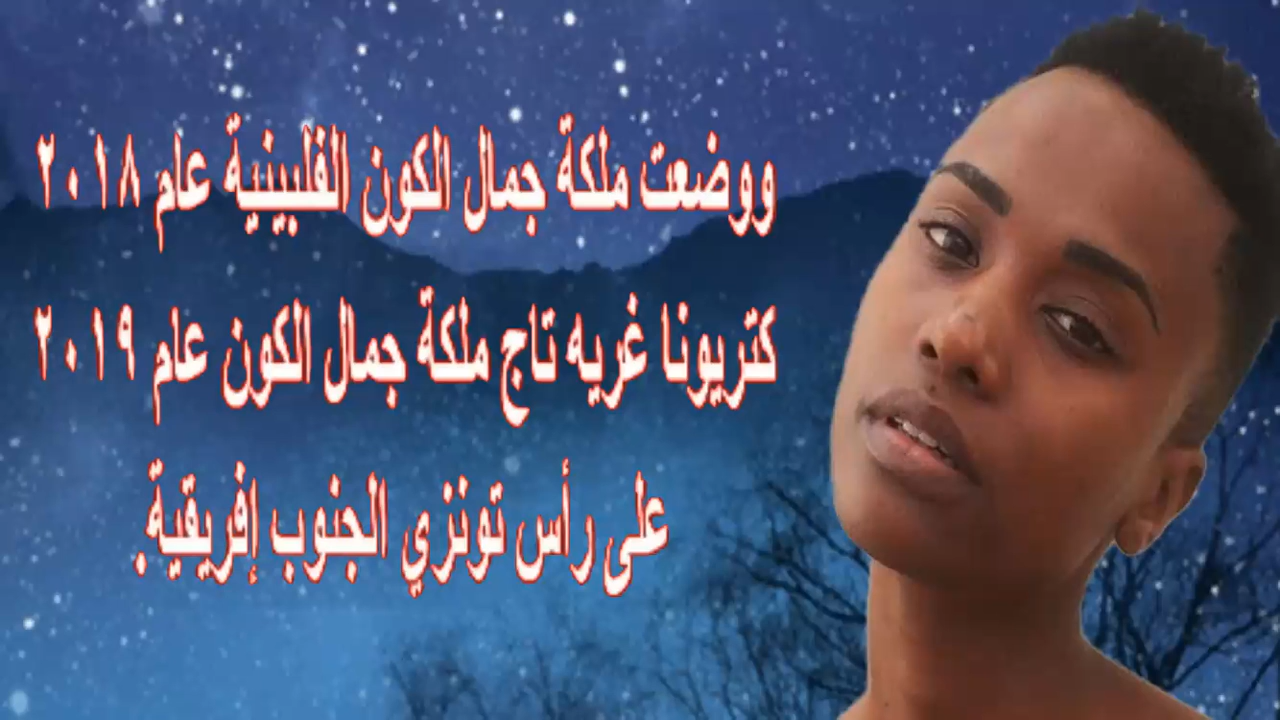 ووضعت ملكة جمال الكون الفلبينية عام ٢٠١٨
كتريونا غريه تاج ملكة جمال الكون عام ٢٠١٩
على رأس تونزي الجنوب إفريقية.